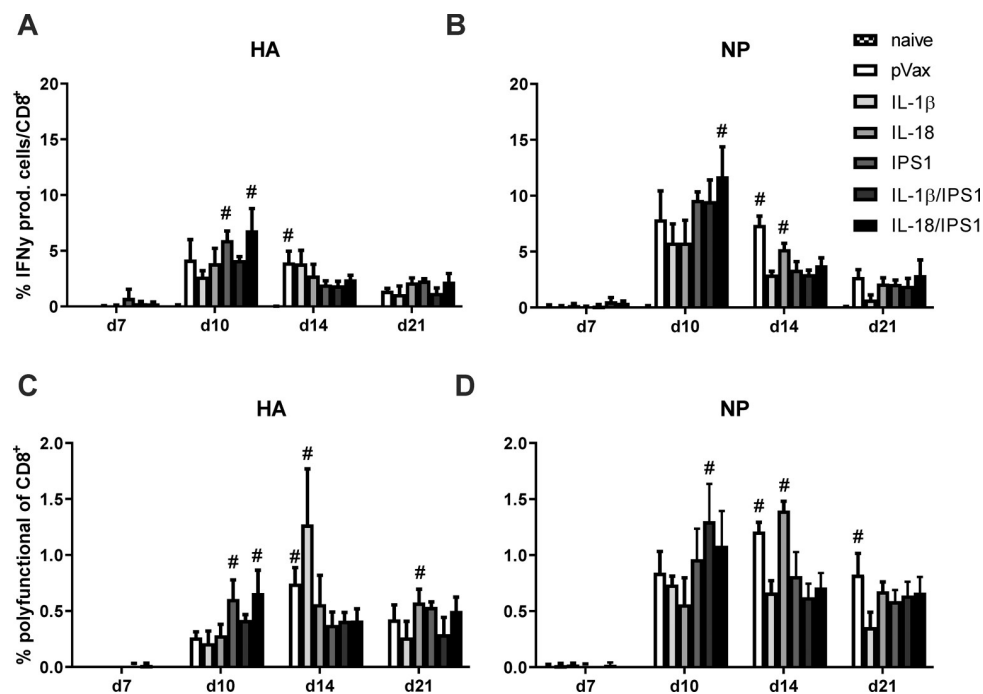 A
HA
% IFNγ prod. cells/CD8⁺
20
15
10
5
0
# # #
d7 d10 d14 d21
B
NP
20
15
10
5
0
# # #
d7 d10 d14 d21
naive
pVax
IL-1β
IL-18
IPS1
IL-1β/IPS1
IL-18/IPS1
C
HA
% polyfunctional of CD8⁺
2.0
1.5
1.0
0.5
0.0
# # # # #
d7 d10 d14 d21
D
NP
2.0
1.5
1.0
0.5
0.0
# # # #
d7 d10 d14 d21